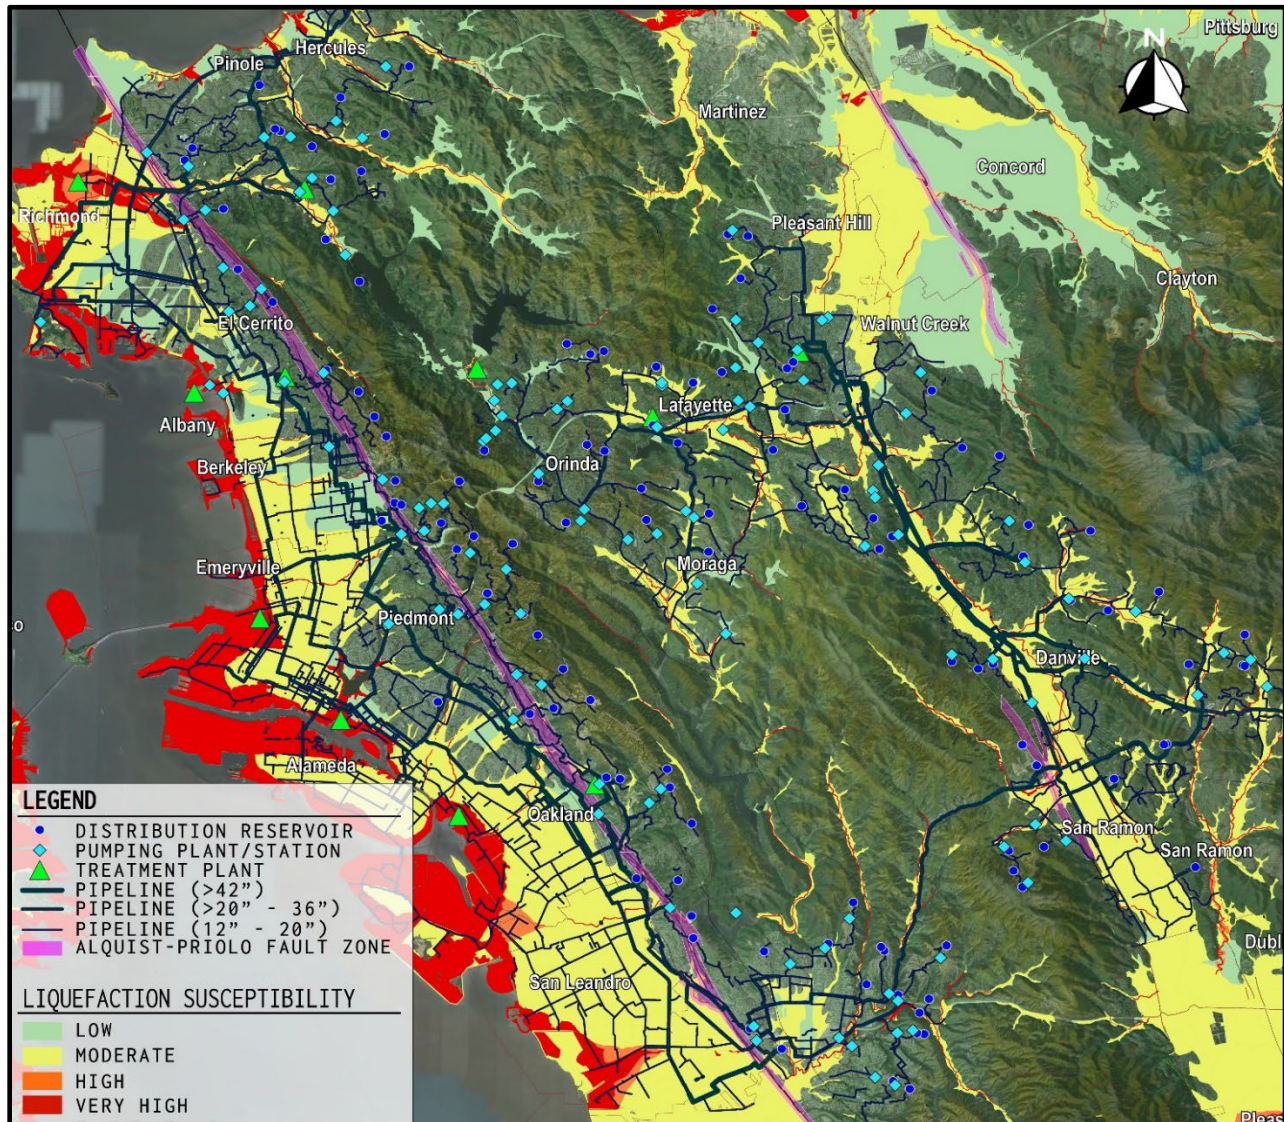 Pittsburg
Hercules
N
Pinole
Martinez
Concord
Richmond
Pleasant Hill
Clayton
El Cerrito
Walnut Creek
Lafayette
Albany
Berkeley
Orinda
Emeryville
Moraga
Piedmont
o
Danville
Alameda
Oakland
San Ramon
San Ramon
Dubl
San Leandro
Pleas
LEGEND
DISTRIBUTION RESERVOIR
PUMPING PLANT/STATION
TREATMENT PLANT
PIPELINE (>42")
PIPELINE (>20" - 36")
PIPELINE (12" - 20")
ALQUIST-PRIOLO FAULT ZONE
LIQUEFACTION SUSCEPTIBILITY
LOW
MODERATE
HIGH
VERY HIGH